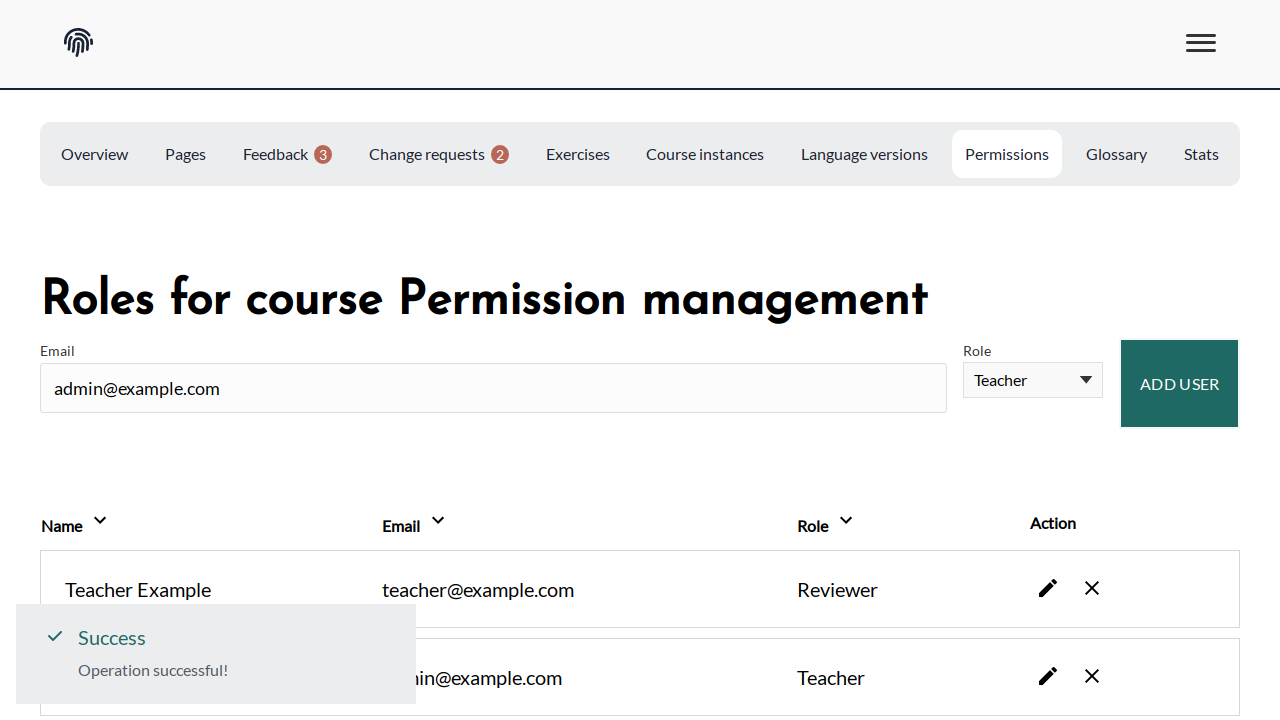 Overview Pages Feedback 3 Change requests 2 Exercises Course instances Language versions Permissions Glossary Stats
Roles for course Permission management
Email Role
admin@example.com Teacher ADD USER
Name Email Role Action
Teacher Example teacher@example.com Reviewer
Success
Operation successful!
@example.com Teacher